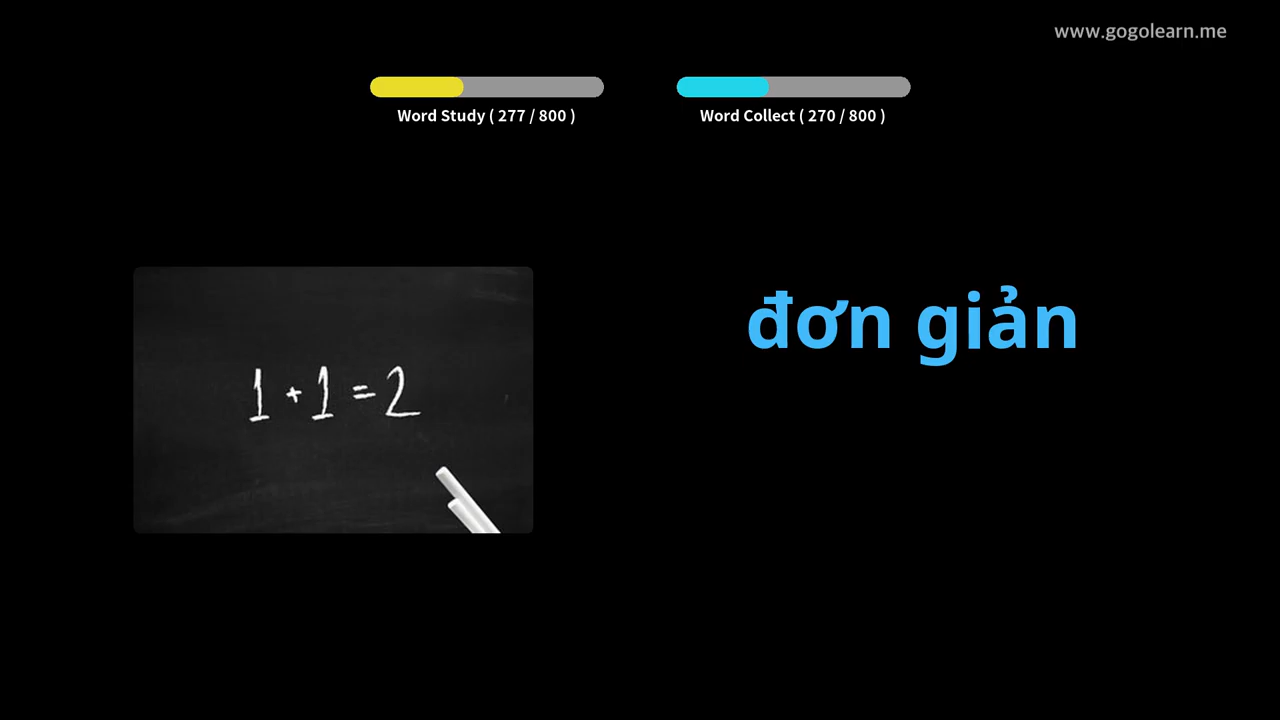 www.gogolearn.me
Word Study ( 277 / 800 )
Word Collect ( 270 / 800 )
1 + 1 = 2
đơn giản